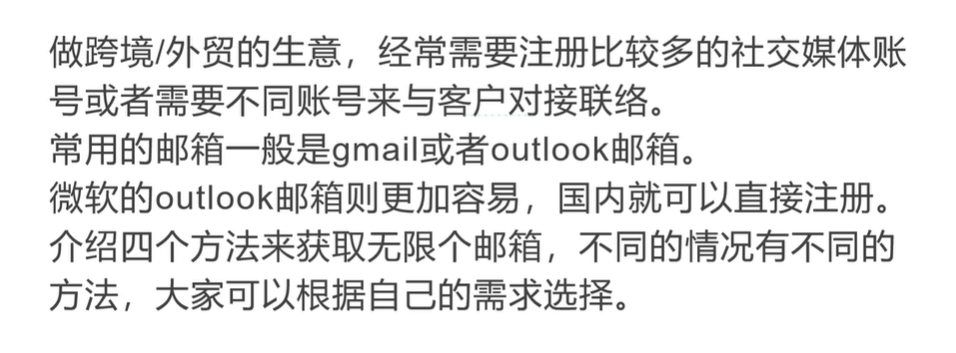 做跨境/外贸的生意，经常需要注册比较多的社交媒体账
号或者需要不同账号来与客户对接联络。
常用的邮箱一般是gmail或者outlook邮箱。
微软的outlook邮箱则更加容易，国内就可以直接注册。
介绍四个方法来获取无限个邮箱，不同的情况有不同的
方法，大家可以根据自己的需求选择。